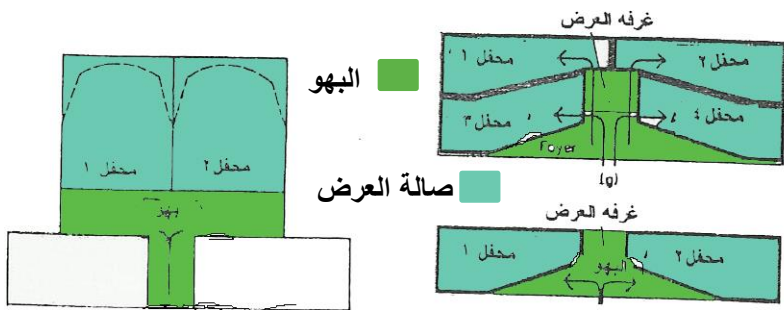 غرفه العرض
محفل ١
محفل ٢
محفل ٣
محفل ٤
Foyer
(g)
البهو
صالة العرض
محفل ١
محفل ٢
بهو
غرفه العرض
محفل ١
محفل ٢
البهو